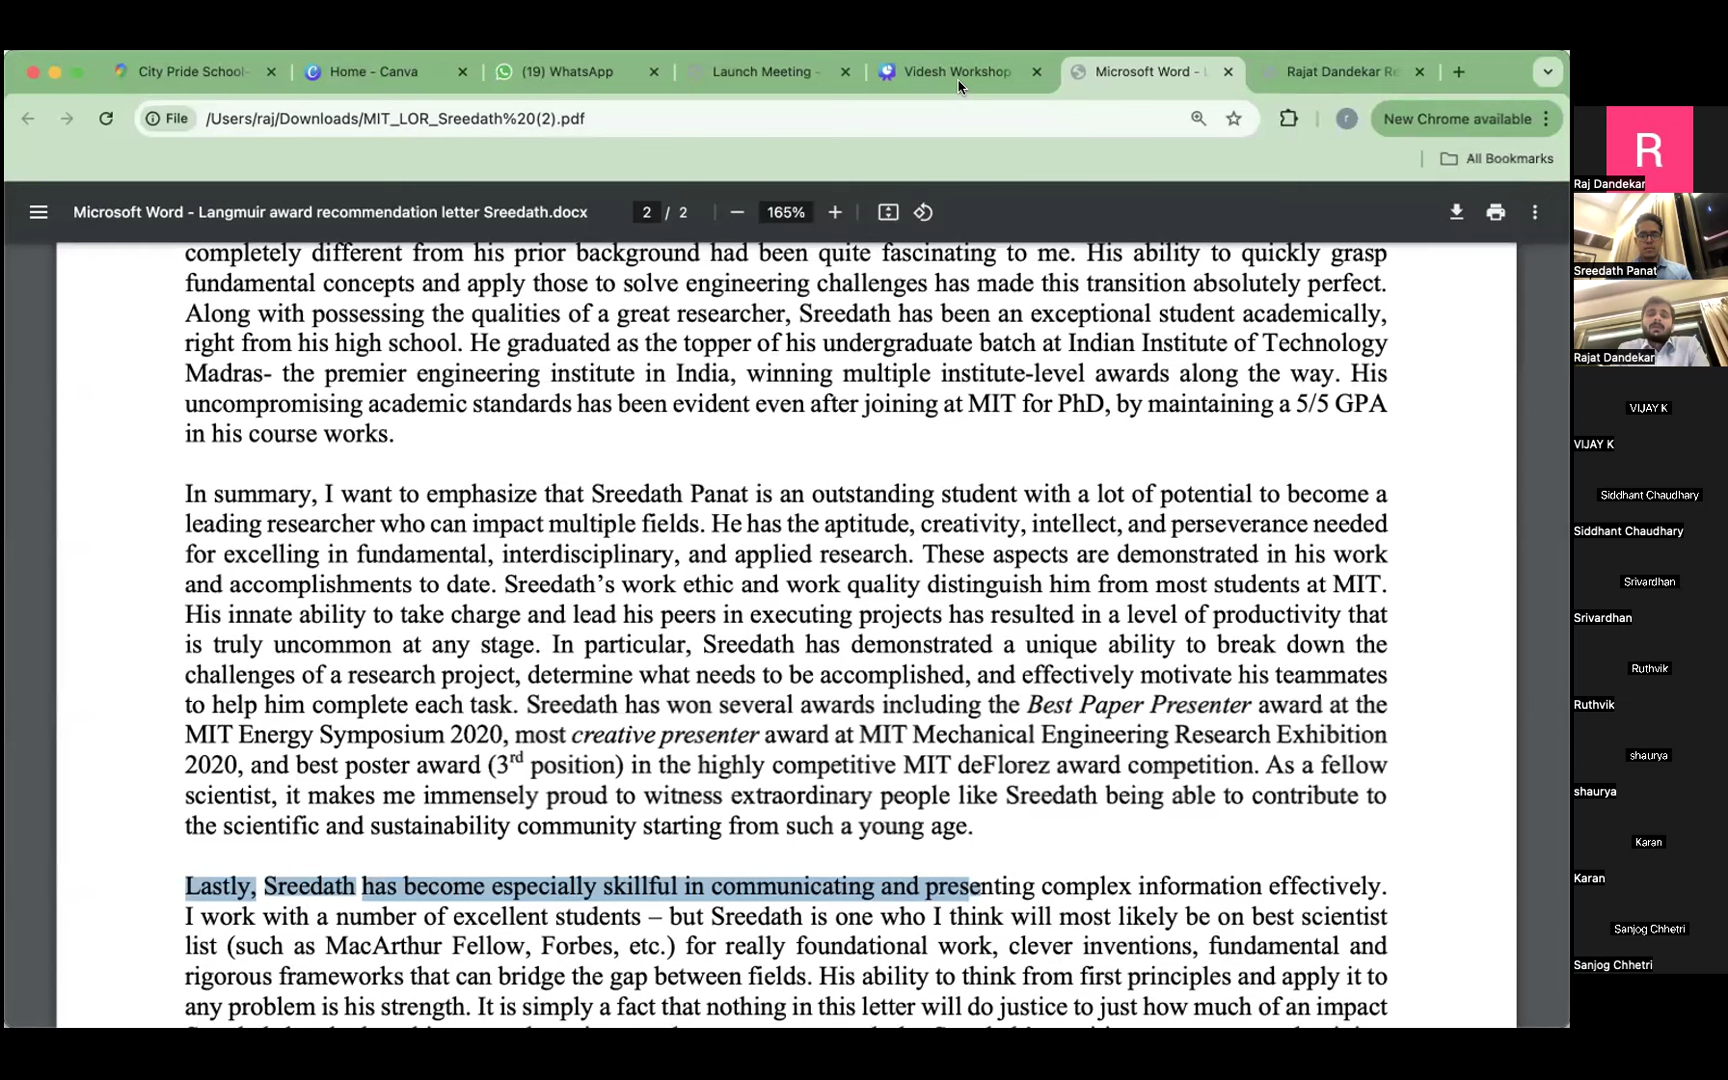 City Pride School-
Home - Canva
(19) WhatsApp
Launch Meeting -
Videsh Workshop
Microsoft Word -
Rajat Dandekar Re
File
/Users/raj/Downloads/MIT_LOR_Sreedath%20(2).pdf
r
New Chrome available
All Bookmarks
Microsoft Word - Langmuir award recommendation letter Sreedath.docx
2 / 2
165%
completely different from his prior background had been quite fascinating to me. His ability to quickly grasp
fundamental concepts and apply those to solve engineering challenges has made this transition absolutely perfect.
Along with possessing the qualities of a great researcher, Sreedath has been an exceptional student academically,
right from his high school. He graduated as the topper of his undergraduate batch at Indian Institute of Technology
Madras- the premier engineering institute in India, winning multiple institute-level awards along the way. His
uncompromising academic standards has been evident even after joining at MIT for PhD, by maintaining a 5/5 GPA
in his course works.
In summary, I want to emphasize that Sreedath Panat is an outstanding student with a lot of potential to become a
leading researcher who can impact multiple fields. He has the aptitude, creativity, intellect, and perseverance needed
for excelling in fundamental, interdisciplinary, and applied research. These aspects are demonstrated in his work
and accomplishments to date. Sreedath’s work ethic and work quality distinguish him from most students at MIT.
His innate ability to take charge and lead his peers in executing projects has resulted in a level of productivity that
is truly uncommon at any stage. In particular, Sreedath has demonstrated a unique ability to break down the
challenges of a research project, determine what needs to be accomplished, and effectively motivate his teammates
to help him complete each task. Sreedath has won several awards including the Best Paper Presenter award at the
MIT Energy Symposium 2020, most creative presenter award at MIT Mechanical Engineering Research Exhibition
2020, and best poster award (3rd position) in the highly competitive MIT deFlorez award competition. As a fellow
scientist, it makes me immensely proud to witness extraordinary people like Sreedath being able to contribute to
the scientific and sustainability community starting from such a young age.
Lastly, Sreedath has become especially skillful in communicating and presenting complex information effectively.
I work with a number of excellent students – but Sreedath is one who I think will most likely be on best scientist
list (such as MacArthur Fellow, Forbes, etc.) for really foundational work, clever inventions, fundamental and
rigorous frameworks that can bridge the gap between fields. His ability to think from first principles and apply it to
any problem is his strength. It is simply a fact that nothing in this letter will do justice to just how much of an impact
R
Raj Dandekar
Sreedath Panat
Rajat Dandekar
VIJAY K
VIJAY K
Siddhant Chaudhary
Siddhant Chaudhary
Srivardhan
Srivardhan
Ruthvik
Ruthvik
shaurya
shaurya
Karan
Karan
Sanjog Chhetri
Sanjog Chhetri